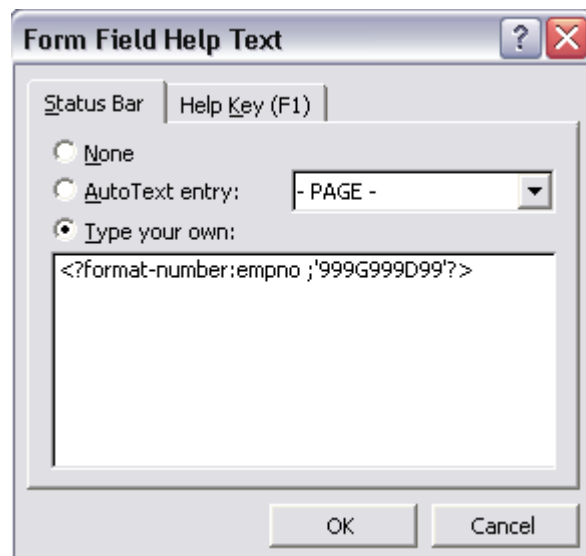 Form Field Help Text
?
Status Bar
Help Key (F1)
None
AutoText entry:
- PAGE -
Type your own:
<?format-number:empno ;'999G999D99'?>
OK
Cancel